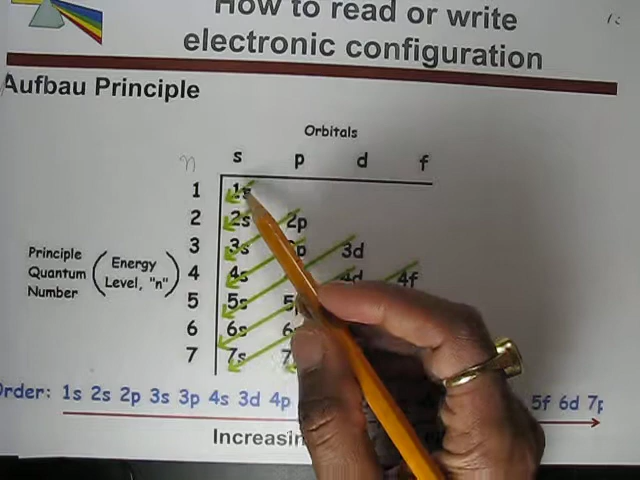 How to read or write
electronic configuration
Aufbau Principle
Orbitals
n s p d f
1 1s
2 2s 2p
3 3s 3d
4 4s 4d 4f
5 5s
6 6s
7 7s
Principle
Quantum
Number
(Energy
Level, "n")
Order: 1s 2s 2p 3s 3p 4s 3d 4p 5f 6d 7p